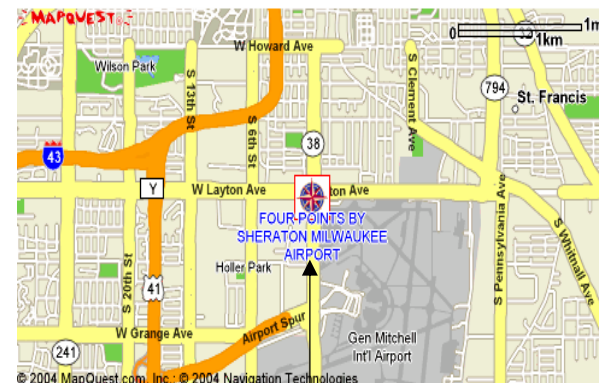 MAPQUEST
0 1m
1km
32
W Howard Ave
Wilson Park
S 13th St
S 6th St
S Clement Ave
794
St. Francis
38
43
Y
W Layton Ave
ton Ave
FOUR POINTS BY
SHERATON MILWAUKEE
AIRPORT
S Pennsylvania Ave
S Whitnall Ave
S 20th St
Holler Park
41
W Grange Ave
Airport Spur
Gen Mitchell
Int'l Airport
241
© 2004 MapQuest.com, Inc.; © 2004 Navigation Technologies